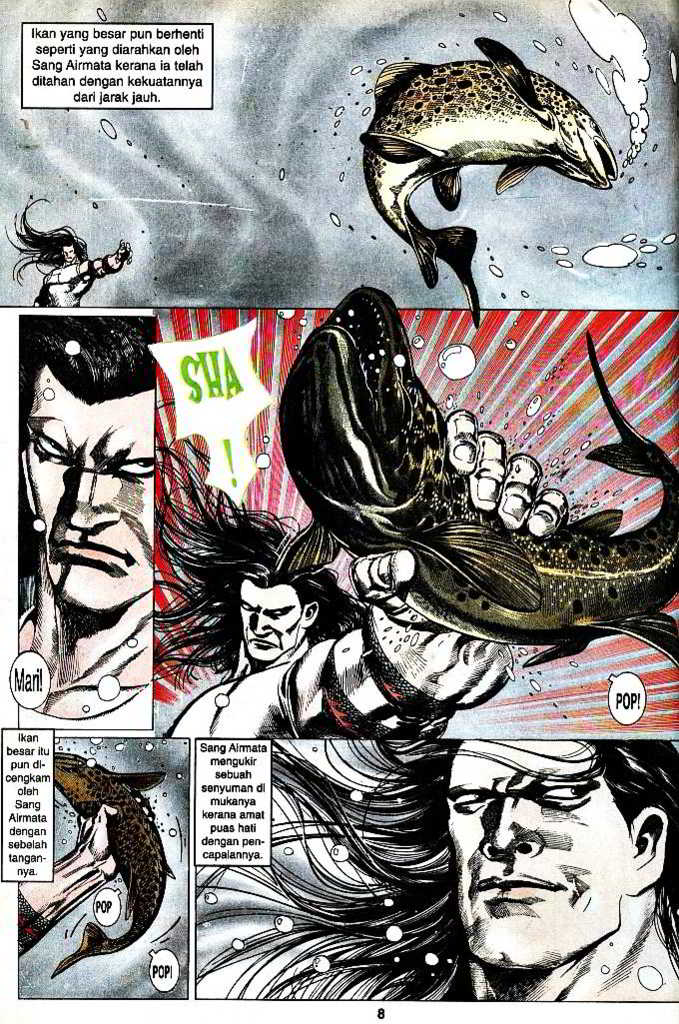 Ikan yang besar pun berhenti
seperti yang diarahkan oleh
Sang Airmata kerana ia telah
ditahan dengan kekuatannya
dari jarak jauh.
SHA
!
Mari!
POP!
Ikan
besar itu
pun di-
cengkam
oleh
Sang
Airmata
dengan
sebelah
tangan-
nya.
POP
POP!
Sang Airmata
mengukir
sebuah
senyuman di
mukanya
kerana amat
puas hati
dengan pen-
capalannya.
8